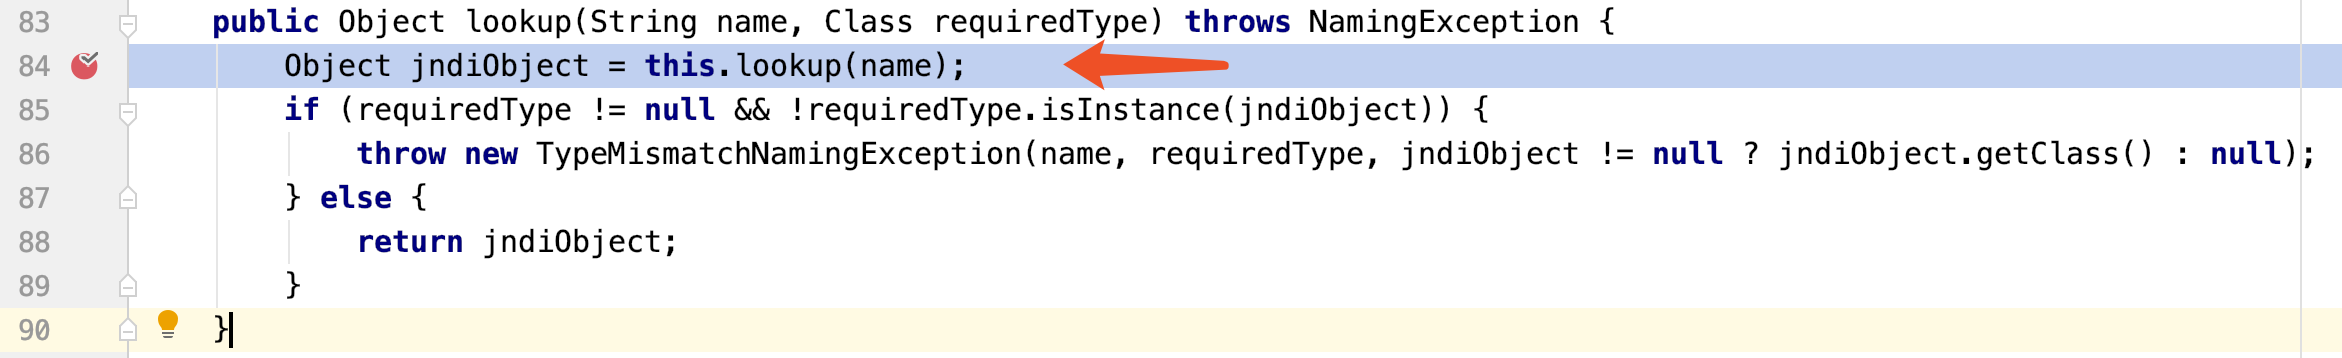 83 public Object lookup(String name, Class requiredType) throws NamingException {
84 Object jndiObject = this.lookup(name);
85 if (requiredType != null && !requiredType.isInstance(jndiObject)) {
86 throw new TypeMismatchNamingException(name, requiredType, jndiObject != null ? jndiObject.getClass() : null);
87 } else {
88 return jndiObject;
89 }
90 }